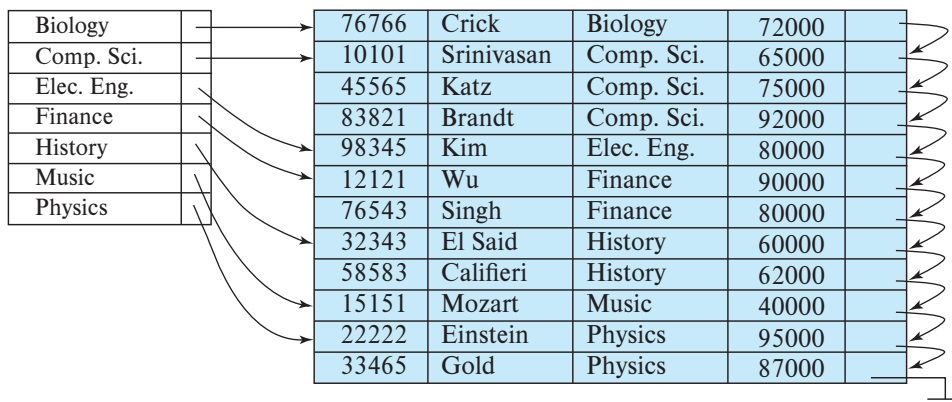 Biology
Comp. Sci.
Elec. Eng.
Finance
History
Music
Physics
76766 Crick Biology 72000
10101 Srinivasan Comp. Sci. 65000
45565 Katz Comp. Sci. 75000
83821 Brandt Comp. Sci. 92000
98345 Kim Elec. Eng. 80000
12121 Wu Finance 90000
76543 Singh Finance 80000
32343 El Said History 60000
58583 Califieri History 62000
15151 Mozart Music 40000
22222 Einstein Physics 95000
33465 Gold Physics 87000